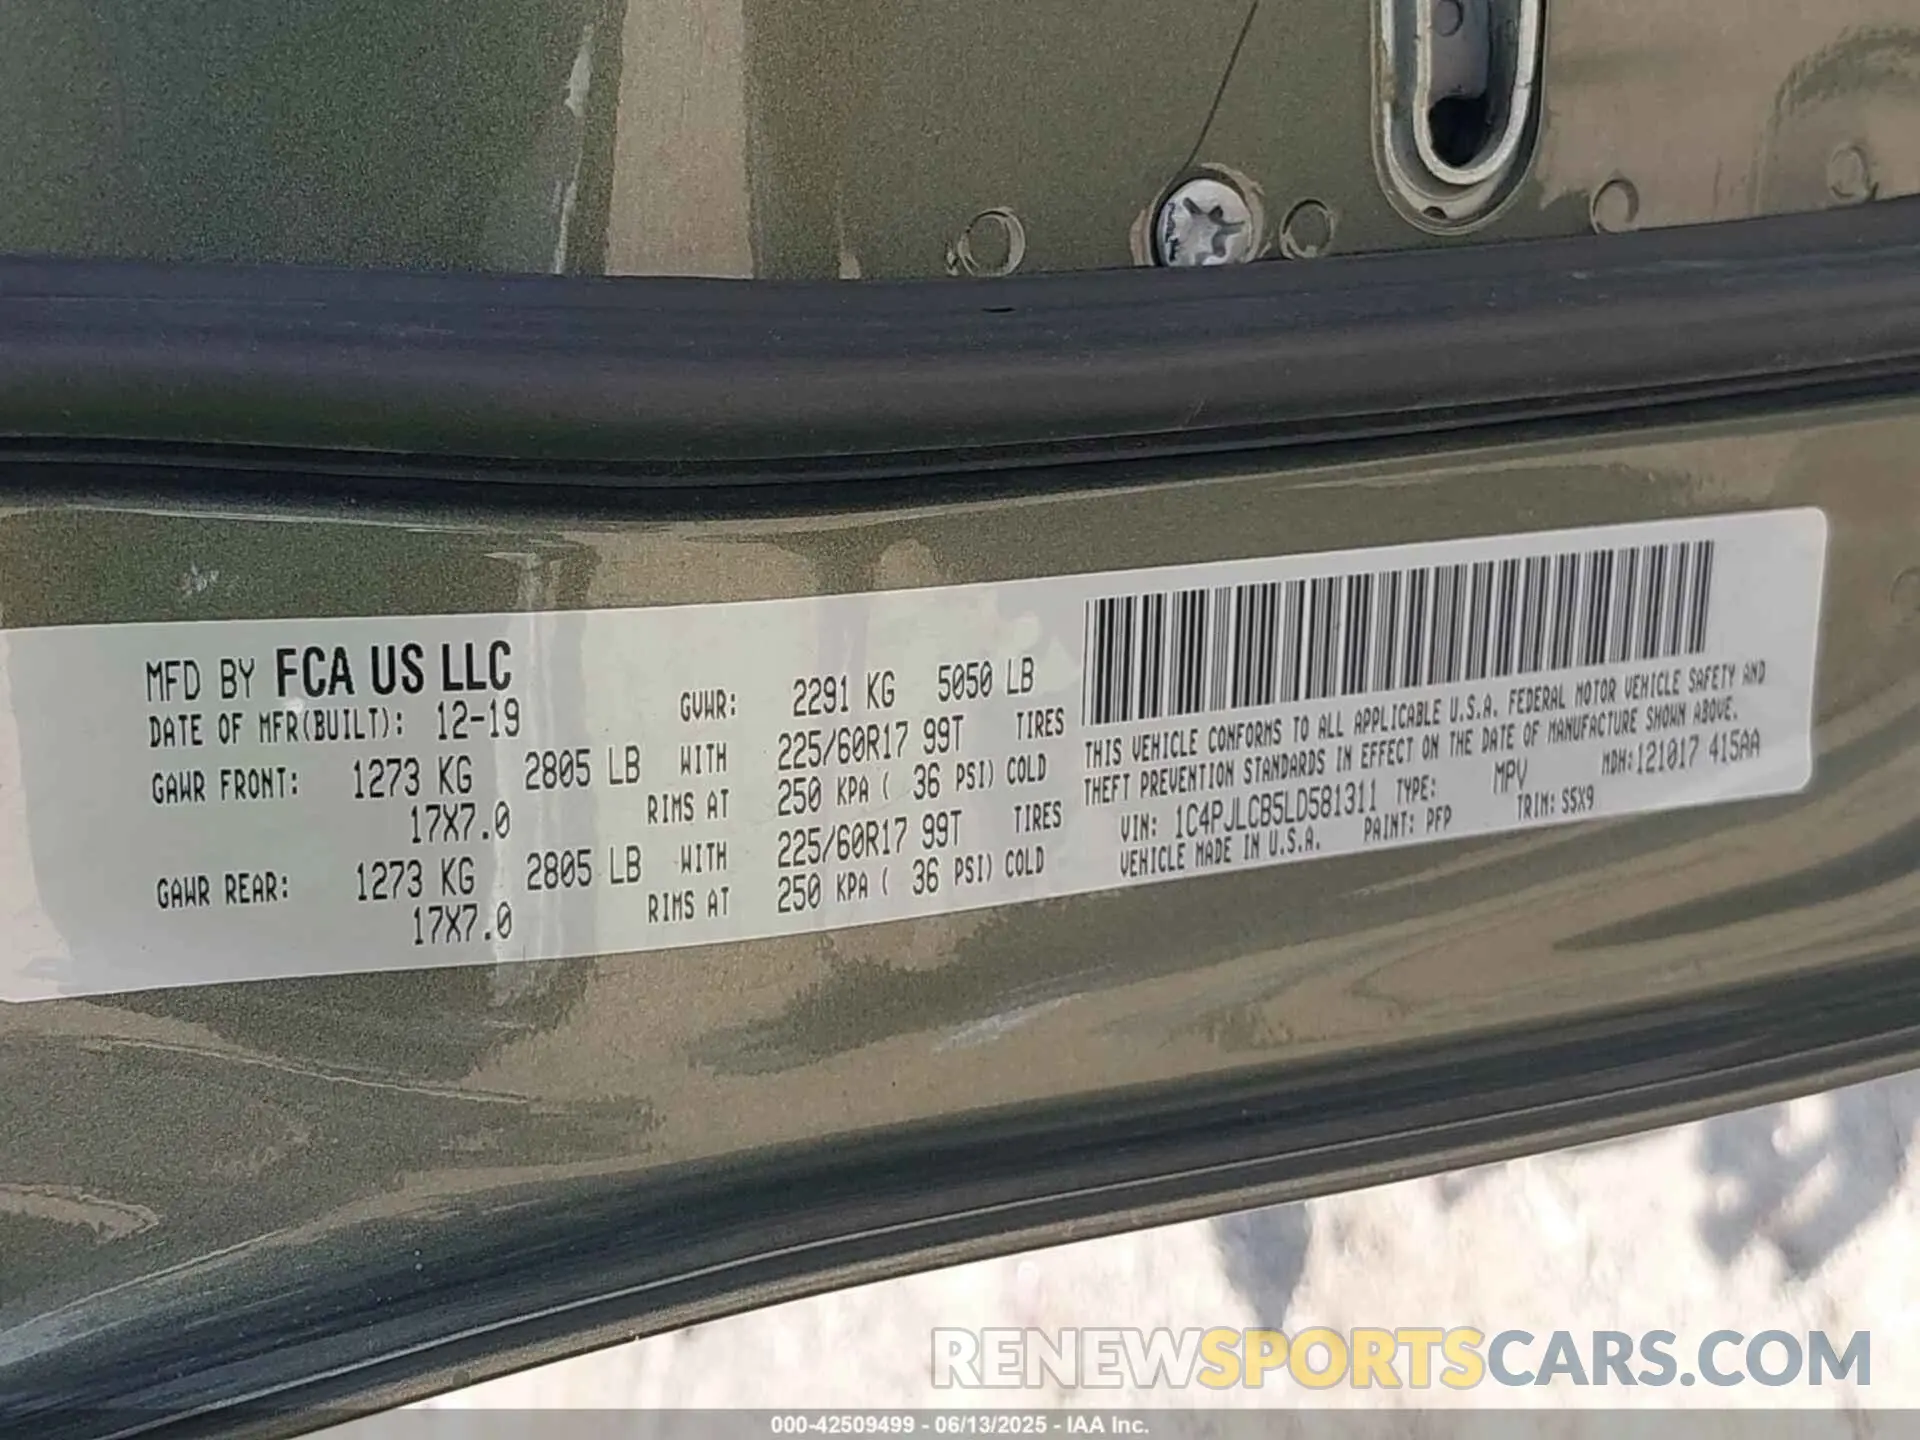 MFD BY FCA US LLC
DATE OF MFR(BUILT): 12-19
GVWR: 2291 KG 5050 LB
GAWR FRONT: 1273 KG 2805 LB WITH 225/60R17 99T TIRES
17X7.0 RIMS AT 250 KPA ( 36 PSI) COLD
GAWR REAR: 1273 KG 2805 LB WITH 225/60R17 99T TIRES
17X7.0 RIMS AT 250 KPA ( 36 PSI) COLD
THIS VEHICLE CONFORMS TO ALL APPLICABLE U.S.A. FEDERAL MOTOR VEHICLE SAFETY AND
THEFT PREVENTION STANDARDS IN EFFECT ON THE DATE OF MANUFACTURE SHOWN ABOVE.
VIN: 1C4PJLCB5LD581311 TYPE: MPV MDH:121017 415AA
VEHICLE MADE IN U.S.A. PAINT: PFP TRIM: S5X9
RENEWSPORTSCARS.COM
000-42509499 - 06/13/2025 - IAA Inc.